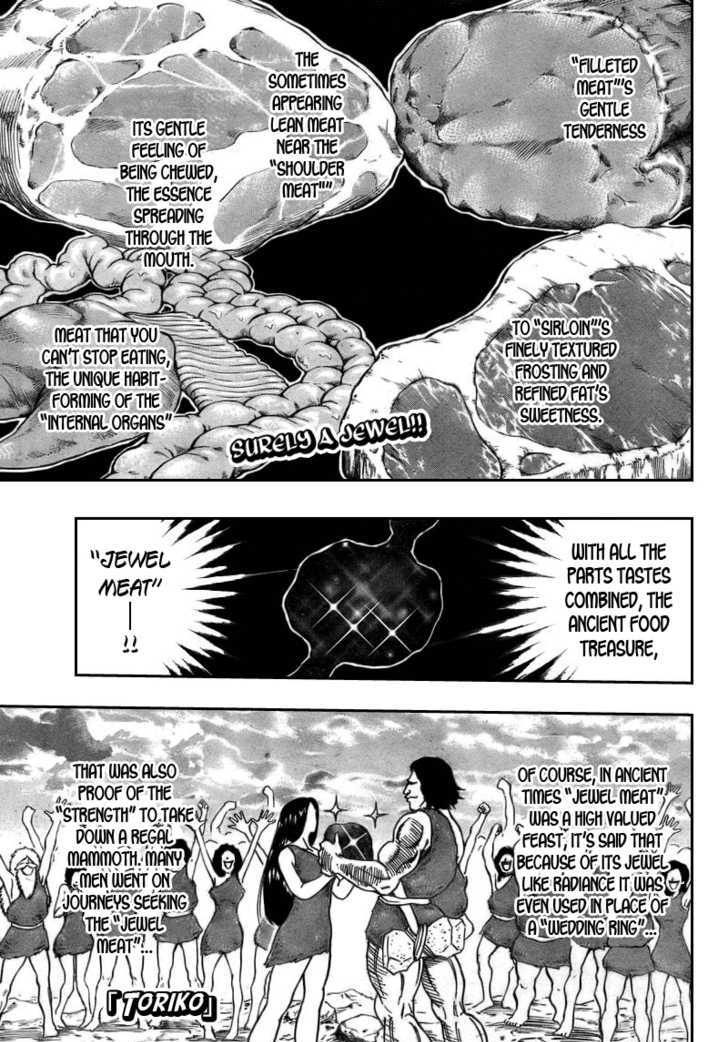 "FILLETED
MEAT"'S
GENTLE
TENDERNESS
THE
SOMETIMES
APPEARING
LEAN MEAT
NEAR THE
"SHOULDER
MEAT""
ITS GENTLE
FEELING OF
BEING CHEWED,
THE ESSENCE
SPREADING
THROUGH THE
MOUTH.
TO "SIRLOIN"'S
FINELY TEXTURED
FROSTING AND
REFINED FAT'S
SWEETNESS.
MEAT THAT YOU
CAN'T STOP EATING,
THE UNIQUE HABIT-
FORMING OF THE
"INTERNAL ORGANS"
SURELY A JEWEL!!
WITH ALL THE
PARTS TASTES
COMBINED, THE
ANCIENT FOOD
TREASURE,
"JEWEL
MEAT"
—
!!
OF COURSE, IN ANCIENT
TIMES "JEWEL MEAT"
WAS A HIGH VALUED
FEAST, IT'S SAID THAT
BECAUSE OF ITS JEWEL
LIKE RADIANCE IT WAS
EVEN USED IN PLACE OF
A "WEDDING RING"...
THAT WAS ALSO
PROOF OF THE
"STRENGTH" TO TAKE
DOWN A REGAL
MAMMOTH. MANY
MEN WENT ON
JOURNEYS SEEKING
THE "JEWEL
MEAT"...
『TORIKO』